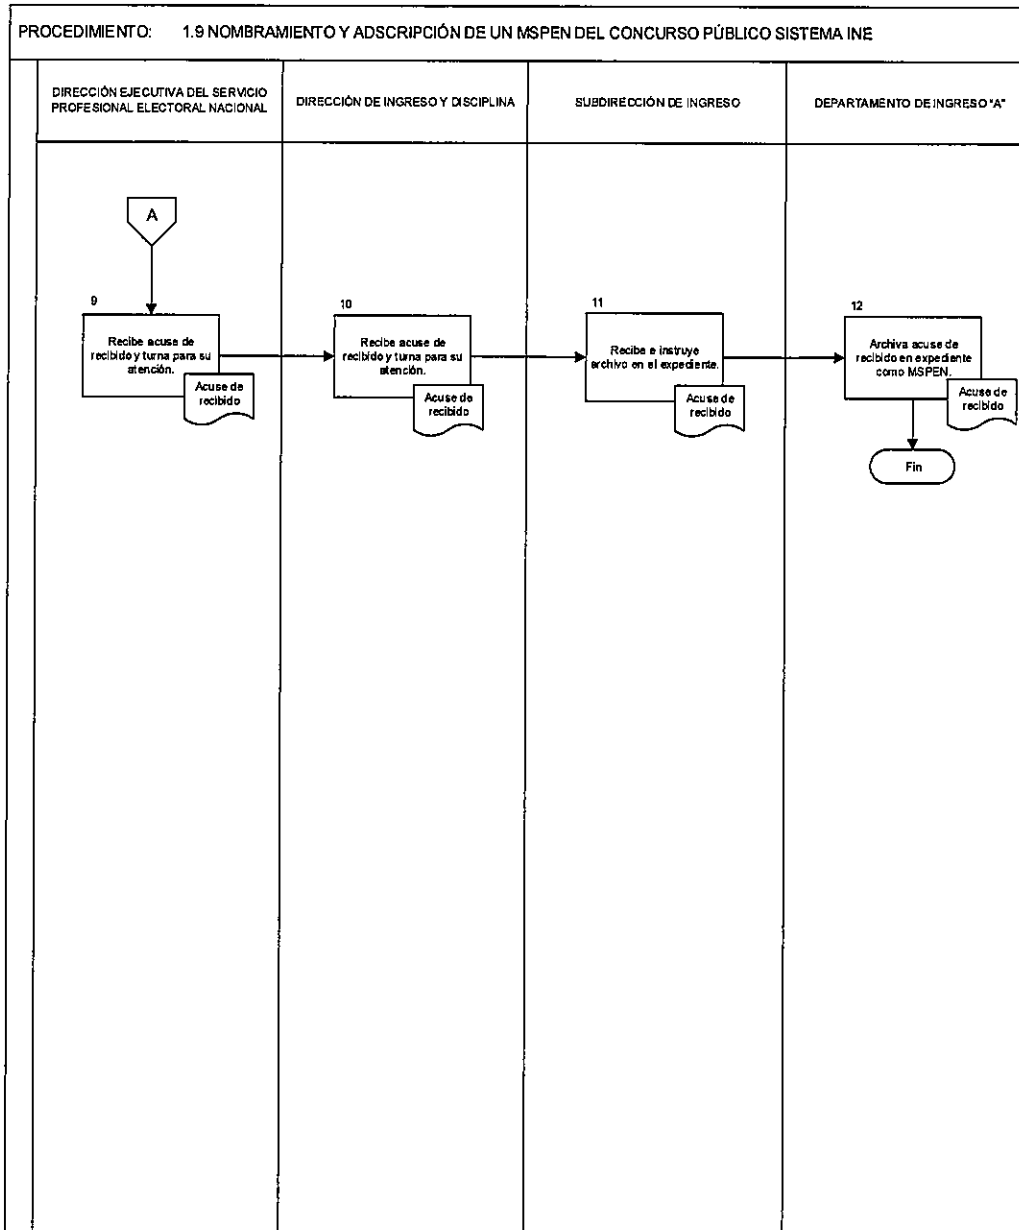 PROCEDIMIENTO: 1.9 NOMBRAMIENTO Y ADSCRIPCIÓN DE UN MSPEN DEL CONCURSO PÚBLICO SISTEMA INE
DIRECCIÓN EJECUTIVA DEL SERVICIO
PROFESIONAL ELECTORAL NACIONAL
DIRECCIÓN DE INGRESO Y DISCIPLINA
SUBDIRECCIÓN DE INGRESO
DEPARTAMENTO DE INGRESO "A"
A
9
Recibe acuse de
recibido y turna para su
atención.
Acuse de
recibido
10
Recibe acuse de
recibido y turna para su
atención.
Acuse de
recibido
11
Recibe e instruye
archivo en el expediente.
Acuse de
recibido
12
Archiva acuse de
recibido en expediente
como MSPEN.
Acuse de
recibido
Fin